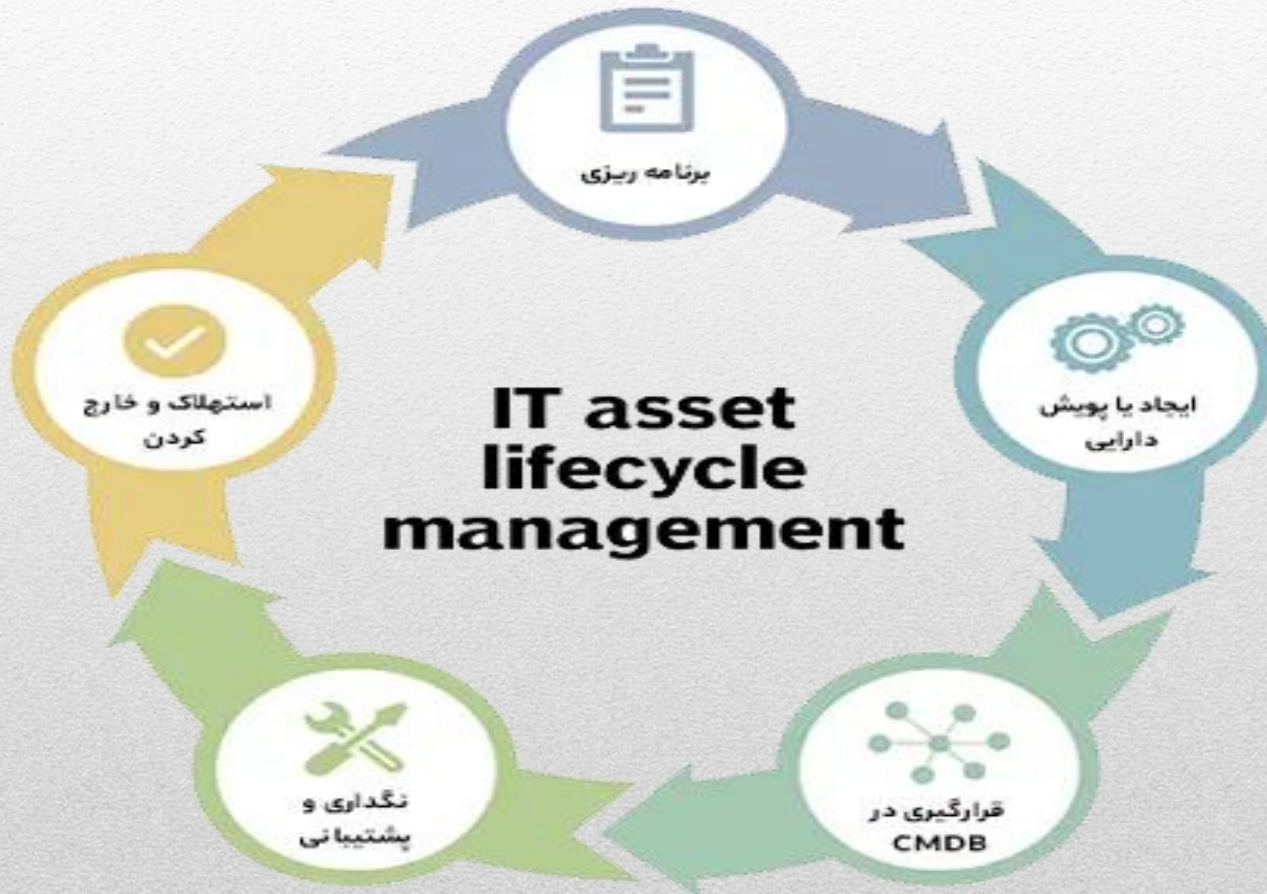 برنامه ریزی
ایجاد یا پویش
دارایی
قرارگیری در
CMDB
نگداری و
پشتیبانی
استهلاک و خارج
کردن
IT asset
lifecycle
management